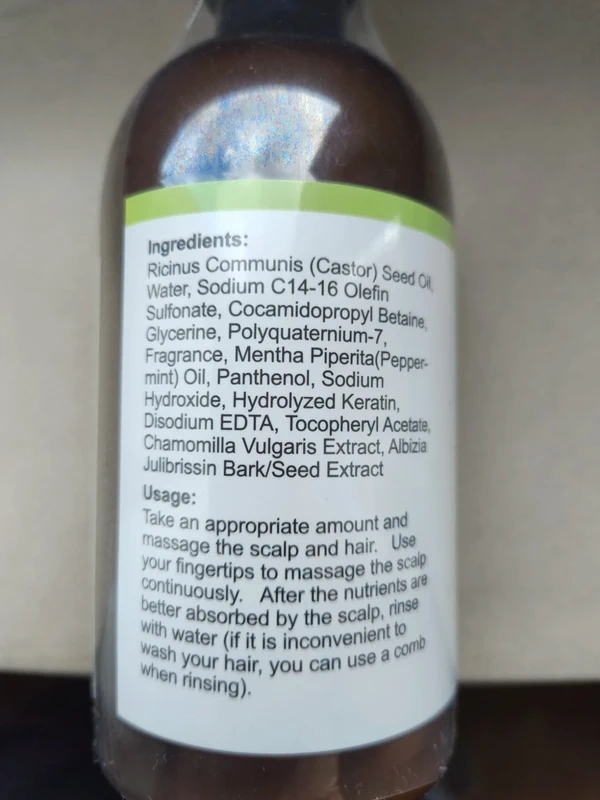 Ingredients:
Ricinus Communis (Castor) Seed Oil,
Water, Sodium C14-16 Olefin
Sulfonate, Cocamidopropyl Betaine,
Glycerine, Polyquaternium-7,
Fragrance, Mentha Piperita(Pepper-
mint) Oil, Panthenol, Sodium
Hydroxide, Hydrolyzed Keratin,
Disodium EDTA, Tocopheryl Acetate,
Chamomilla Vulgaris Extract, Albizia
Julibrissin Bark/Seed Extract
Usage:
Take an appropriate amount and
massage the scalp and hair. Use
your fingertips to massage the scalp
continuously. After the nutrients are
better absorbed by the scalp, rinse
with water (if it is inconvenient to
wash your hair, you can use a comb
when rinsing).